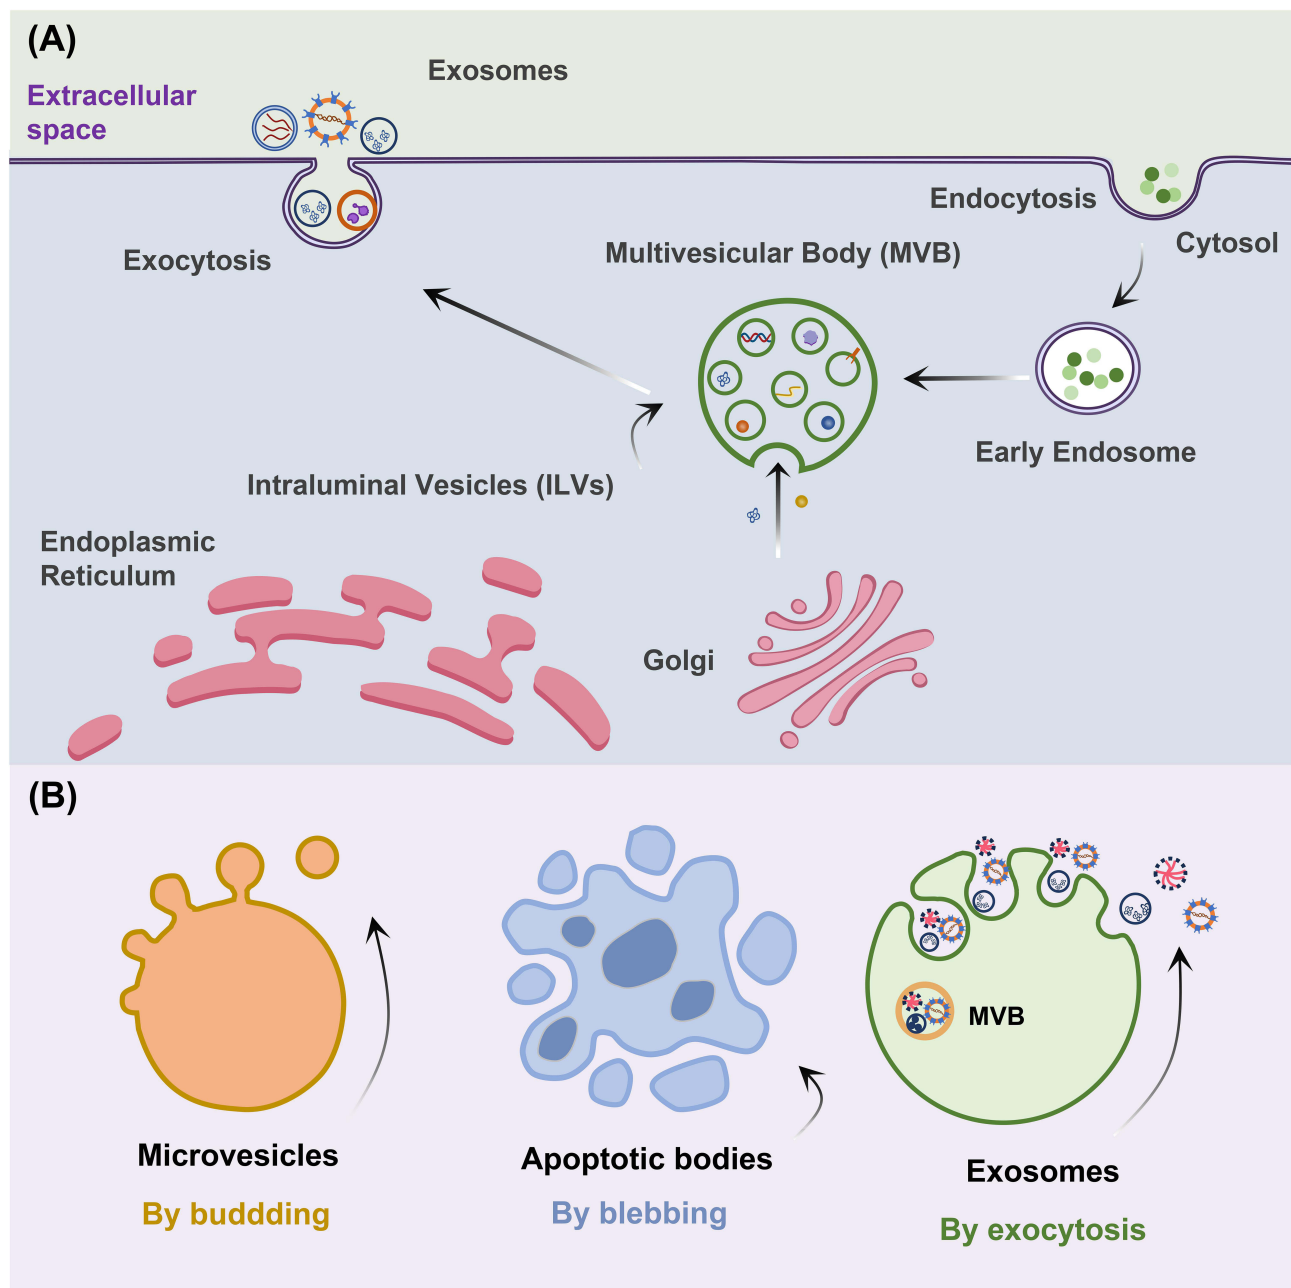 (A)
Extracellular
space
Exosomes
Endocytosis
Cytosol
Exocytosis
Multivesicular Body (MVB)
Early Endosome
Intraluminal Vesicles (ILVs)
Endoplasmic
Reticulum
Golgi
(B)
MVB
Microvesicles
By buddding
Apoptotic bodies
By blebbing
Exosomes
By exocytosis